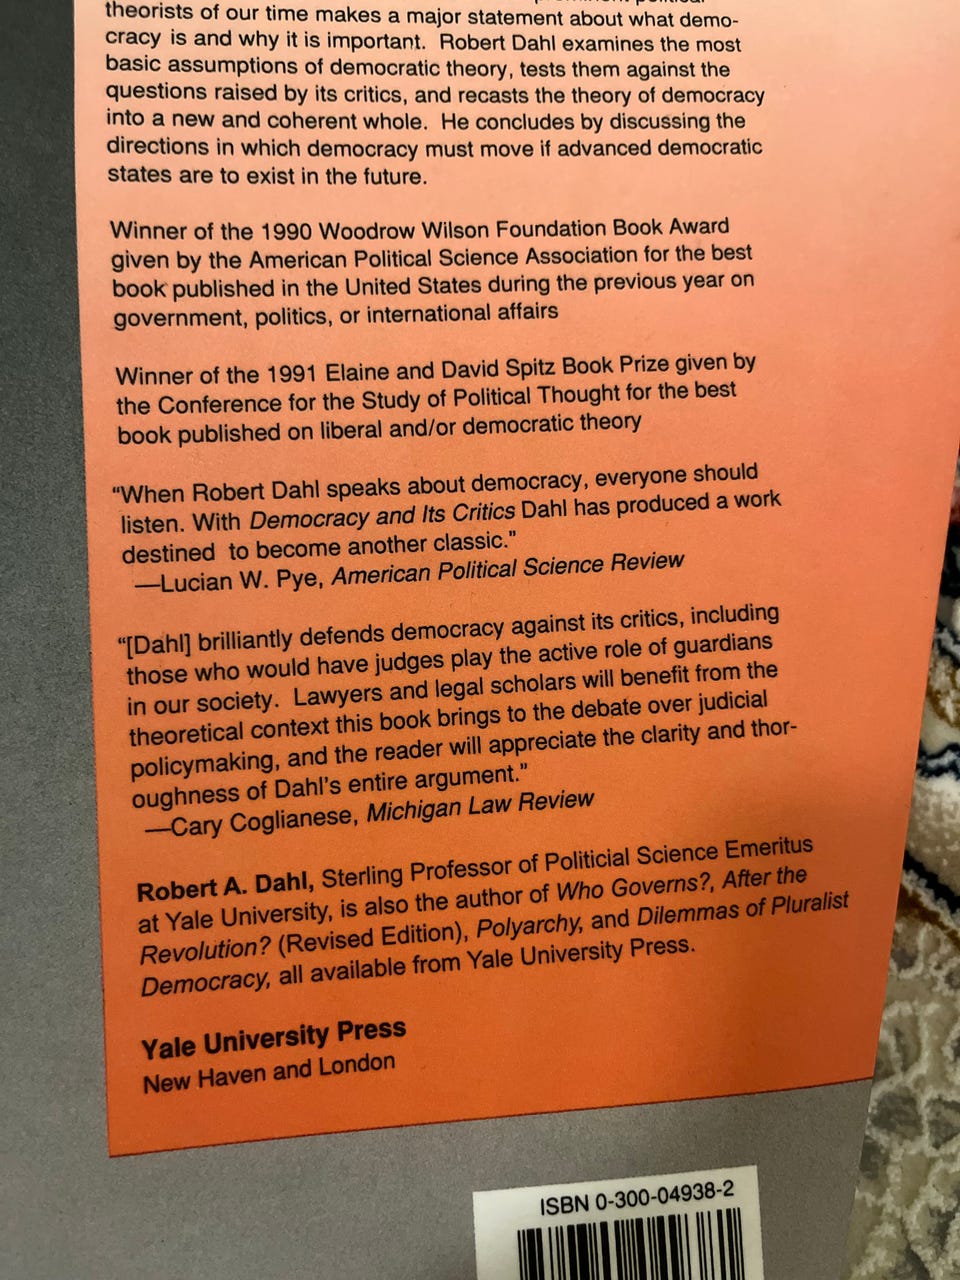 theorists of our time makes a major statement about what demo-
cracy is and why it is important. Robert Dahl examines the most
basic assumptions of democratic theory, tests them against the
questions raised by its critics, and recasts the theory of democracy
into a new and coherent whole. He concludes by discussing the
directions in which democracy must move if advanced democratic
states are to exist in the future.
Winner of the 1990 Woodrow Wilson Foundation Book Award
given by the American Political Science Association for the best
book published in the United States during the previous year on
government, politics, or international affairs
Winner of the 1991 Elaine and David Spitz Book Prize given by
the Conference for the Study of Political Thought for the best
book published on liberal and/or democratic theory
“When Robert Dahl speaks about democracy, everyone should
listen. With Democracy and Its Critics Dahl has produced a work
destined to become another classic.”
—Lucian W. Pye, American Political Science Review
“[Dahl] brilliantly defends democracy against its critics, including
those who would have judges play the active role of guardians
in our society. Lawyers and legal scholars will benefit from the
theoretical context this book brings to the debate over judicial
policymaking, and the reader will appreciate the clarity and thor-
oughness of Dahl’s entire argument.”
—Cary Coglianese, Michigan Law Review
Robert A. Dahl, Sterling Professor of Politicial Science Emeritus
at Yale University, is also the author of Who Governs?, After the
Revolution? (Revised Edition), Polyarchy, and Dilemmas of Pluralist
Democracy, all available from Yale University Press.
Yale University Press
New Haven and London
ISBN 0-300-04938-2